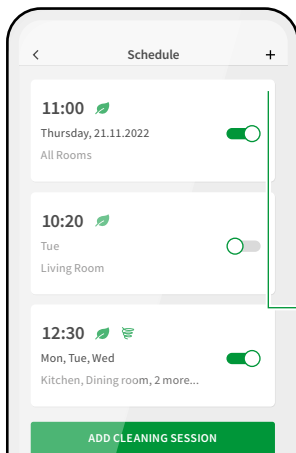 Schedule
11:00
Thursday, 21.11.2022
All Rooms
10:20
Tue
Living Room
12:30
Mon, Tue, Wed
Kitchen, Dining room, 2 more...
ADD CLEANING SESSION